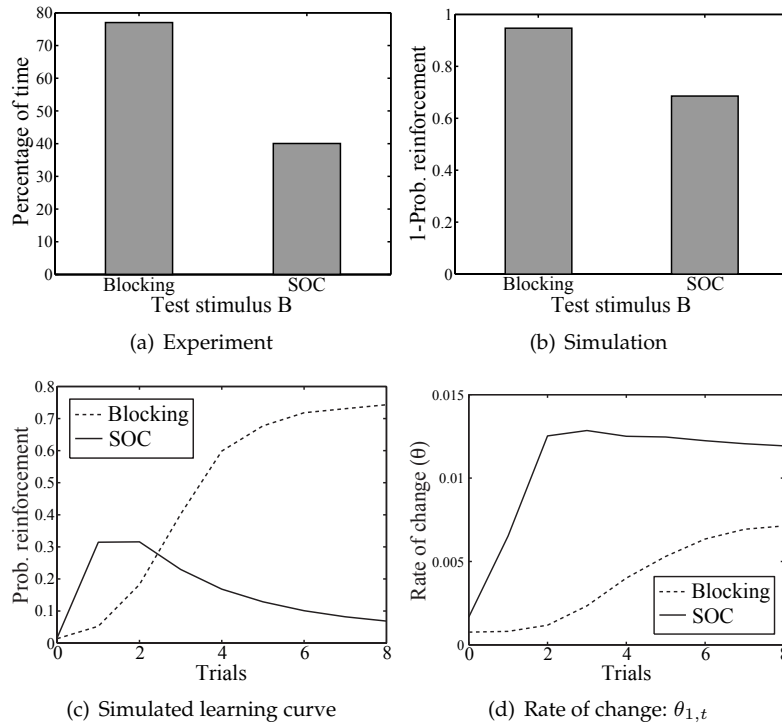 80
70
60
50
40
30
20
10
0
Percentage of time
Blocking SOC
Test stimulus B
(a) Experiment
1
0.8
0.6
0.4
0.2
0
1-Prob. reinforcement
Blocking SOC
Test stimulus B
(b) Simulation
0.8
0.7
0.6
0.5
0.4
0.3
0.2
0.1
0
Prob. reinforcement
Blocking
SOC
0 2 4 6 8
Trials
(c) Simulated learning curve
0.015
0.01
0.005
0
Rate of change (θ)
Blocking
SOC
0 2 4 6 8
Trials
(d) Rate of change: θ1,t